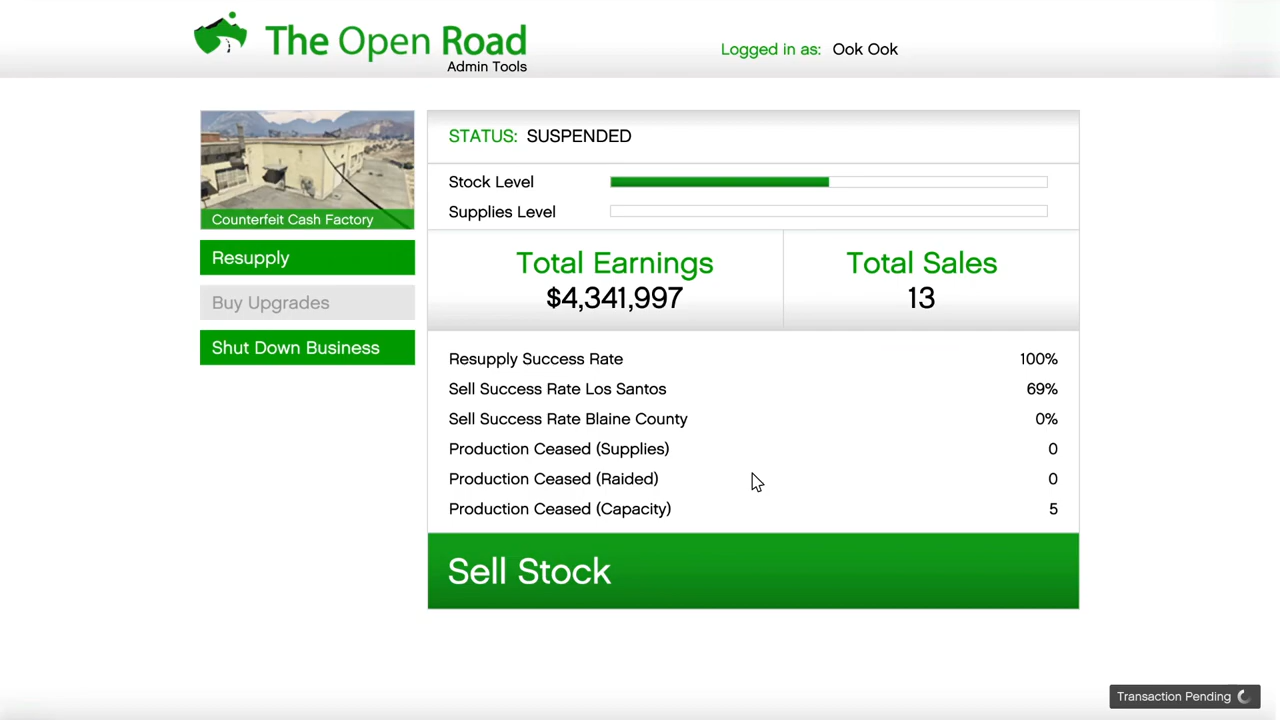 The Open Road
Admin Tools
Logged in as: Ook Ook
Counterfeit Cash Factory
Resupply
Buy Upgrades
Shut Down Business
STATUS: SUSPENDED
Stock Level
Supplies Level
Total Earnings
$4,341,997
Total Sales
13
Resupply Success Rate 100%
Sell Success Rate Los Santos 69%
Sell Success Rate Blaine County 0%
Production Ceased (Supplies) 0
Production Ceased (Raided) 0
Production Ceased (Capacity) 5
Sell Stock
Transaction Pending